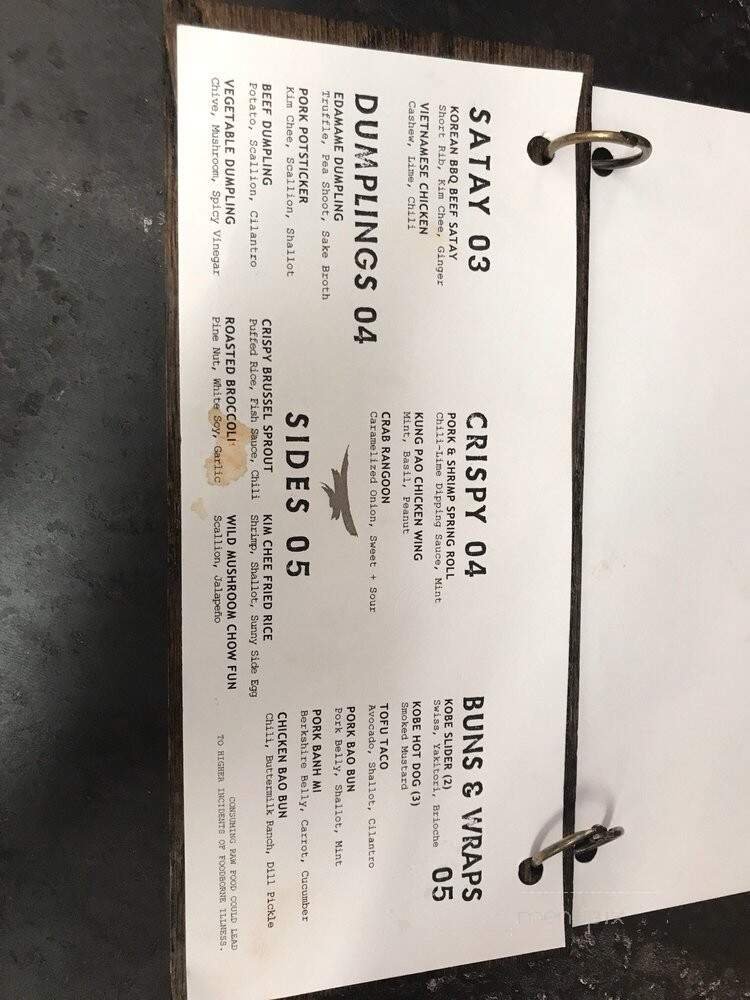 SATAY 03
KOREAN BBQ BEEF SATAY
Short Rib, Kim Chee, Ginger
VIETNAMESE CHICKEN
Cashew, Lime, Chili
DUMPLINGS 04
EDAMAME DUMPLING
Truffle, Pea Shoot, Sake Broth
PORK POTSTICKER
Kim Chee, Scallion, Shallot
BEEF DUMPLING
Potato, Scallion, Cilantro
VEGETABLE DUMPLING
Chive, Mushroom, Spicy Vinegar
CRISPY 04
PORK & SHRIMP SPRING ROLL
Chili-Lime Dipping Sauce, Mint
KUNG PAO CHICKEN WING
Mint, Basil, Peanut
CRAB RANGOON
Caramelized Onion, Sweet + Sour
SIDES 05
CRISPY BRUSSEL SPROUT
Puffed Rice, Fish Sauce, Chili
ROASTED BROCCOLI
Pine Nut, White Soy, Garlic
KIM CHEE FRIED RICE
Shrimp, Shallot, Sunny Side Egg
WILD MUSHROOM CHOW FUN
Scallion, Jalapeño
BUNS & WRAPS
05
KOBE SLIDER (2)
Swiss, Yakitori, Brioche
KOBE HOT DOG (3)
Smoked Mustard
TOFU TACO
Avocado, Shallot, Cilantro
PORK BAO BUN
Pork Belly, Shallot, Mint
PORK BANH MI
Berkshire Belly, Carrot, Cucumber
CHICKEN BAO BUN
Chili, Buttermilk Ranch, Dill Pickle
CONSUMING RAW FOOD COULD LEAD
TO HIGHER INCIDENTS OF FOODBORNE ILLNESS.
menupix